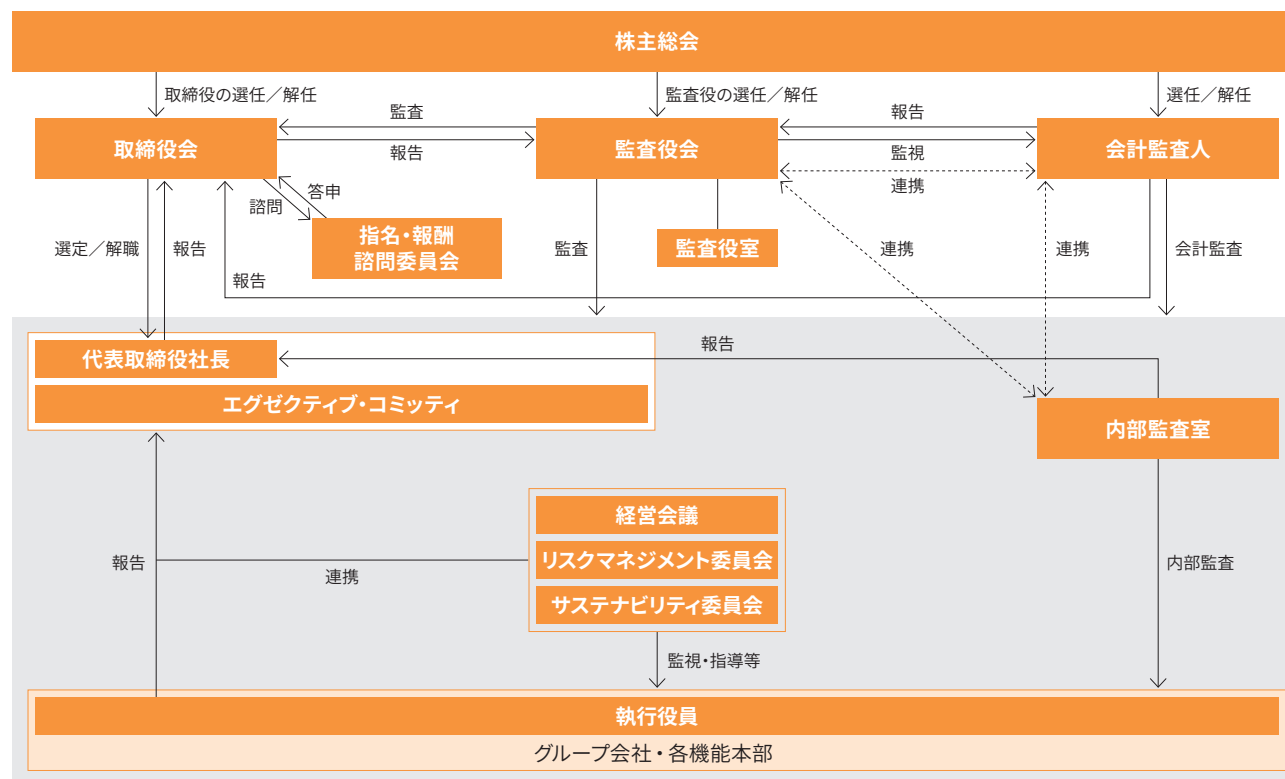 株主総会
取締役の選任／解任
監査役の選任／解任
選任／解任
監査
報告
取締役会
監査役会
会計監査人
報告
監視
連携
諮問
答申
指名・報酬
諮問委員会
監査役室
選定／解職
報告
監査
連携
連携
会計監査
報告
代表取締役社長
報告
エグゼクティブ・コミッティ
内部監査室
経営会議
リスクマネジメント委員会
サステナビリティ委員会
報告
連携
内部監査
監視・指導等
執行役員
グループ会社・各機能本部